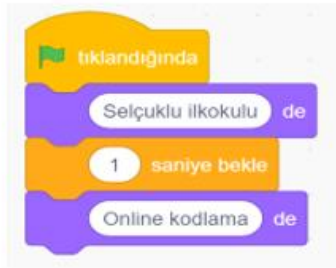 tıklandığında
Selçuklu ilkokulu de
1 saniye bekle
Online kodlama de